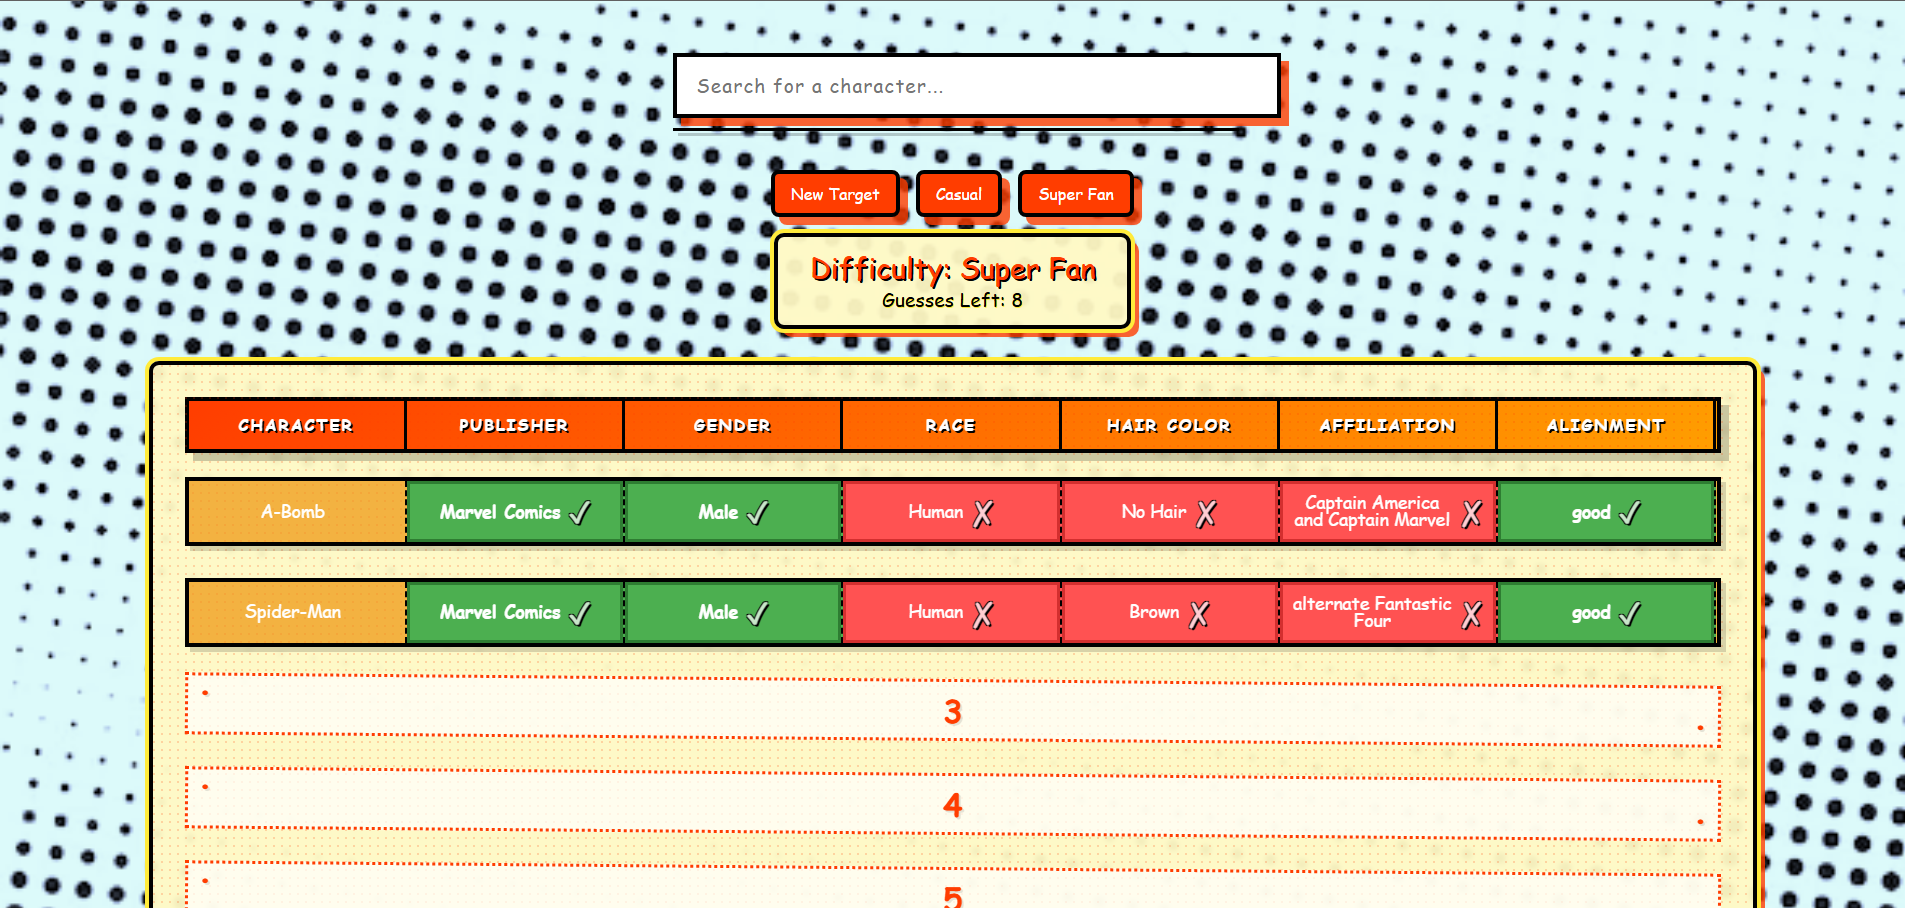 Search for a character...
New Target
Casual
Super Fan
Difficulty: Super Fan
Guesses Left: 8
CHARACTER PUBLISHER GENDER RACE HAIR COLOR AFFILIATION ALIGNMENT
A-Bomb Marvel Comics ✓ Male ✓ Human ✗ No Hair ✗ Captain America and Captain Marvel ✗ good ✓
Spider-Man Marvel Comics ✓ Male ✓ Human ✗ Brown ✗ alternate Fantastic Four ✗ good ✓
3
4
5